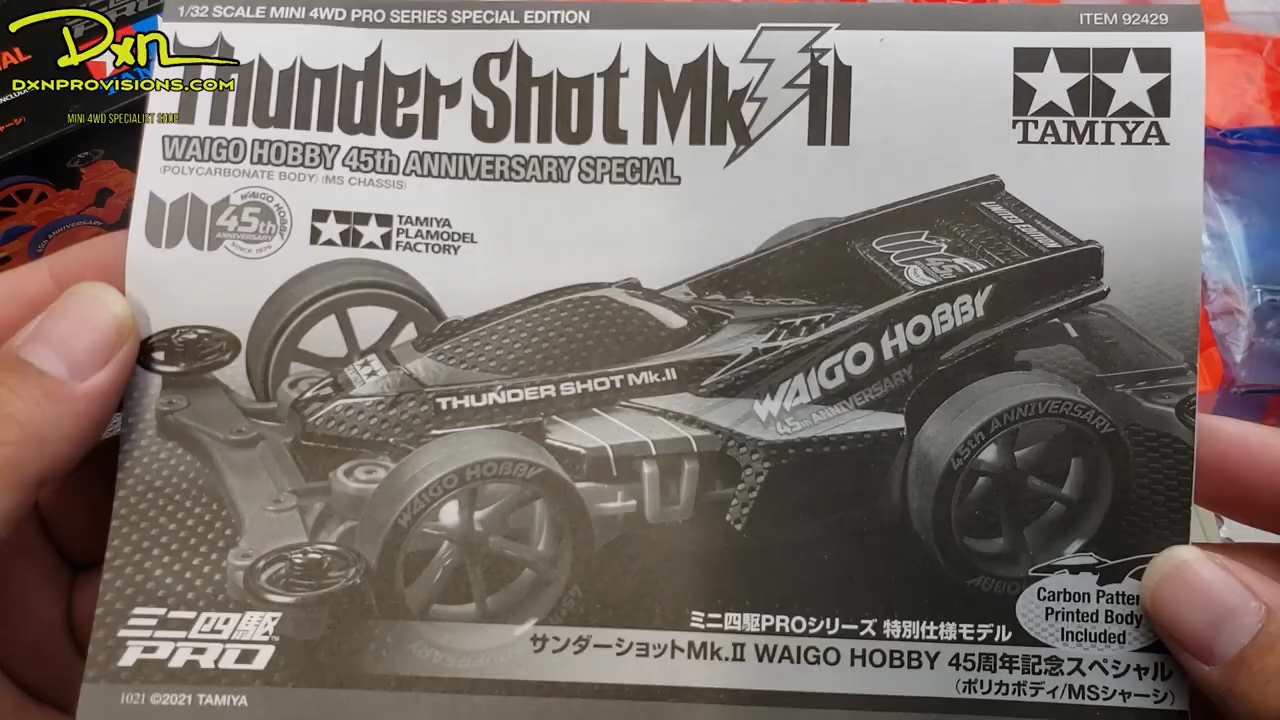 Dxn
DXNPROVISIONS.COM
MINI 4WD SPECIALIST SHOP
1/32 SCALE MINI 4WD PRO SERIES SPECIAL EDITION
ITEM 92429
Thunder Shot Mk II
WAIGO HOBBY 45th ANNIVERSARY SPECIAL
(POLYCARBONATE BODY) (MS CHASSIS)
TAMIYA
WAIGO HOBBY
45th
ANNIVERSARY
SINCE 1976
TAMIYA
PLAMODEL
FACTORY
LIMITED EDITION
45th
WAIGO HOBBY
45th ANNIVERSARY
THUNDER SHOT Mk.II
WAIGO HOBBY
45th ANNIVERSARY
Carbon Patter
Printed Body
Included
ミニ四駆
PRO
ミニ四駆PROシリーズ 特別仕様モデル
サンダーショットMk.II WAIGO HOBBY 45周年記念スペシャル
(ポリカボディ/MSシャーシ)
1021 ©2021 TAMIYA